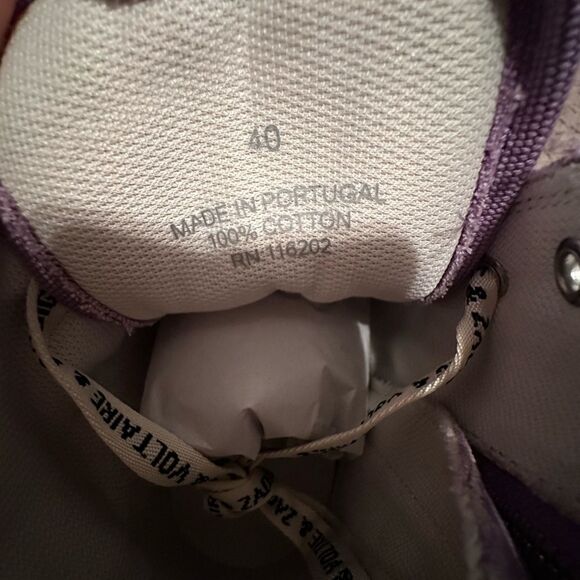 40
MADE IN PORTUGAL
100% COTTON
RN 116202
& VOLTAIRE &